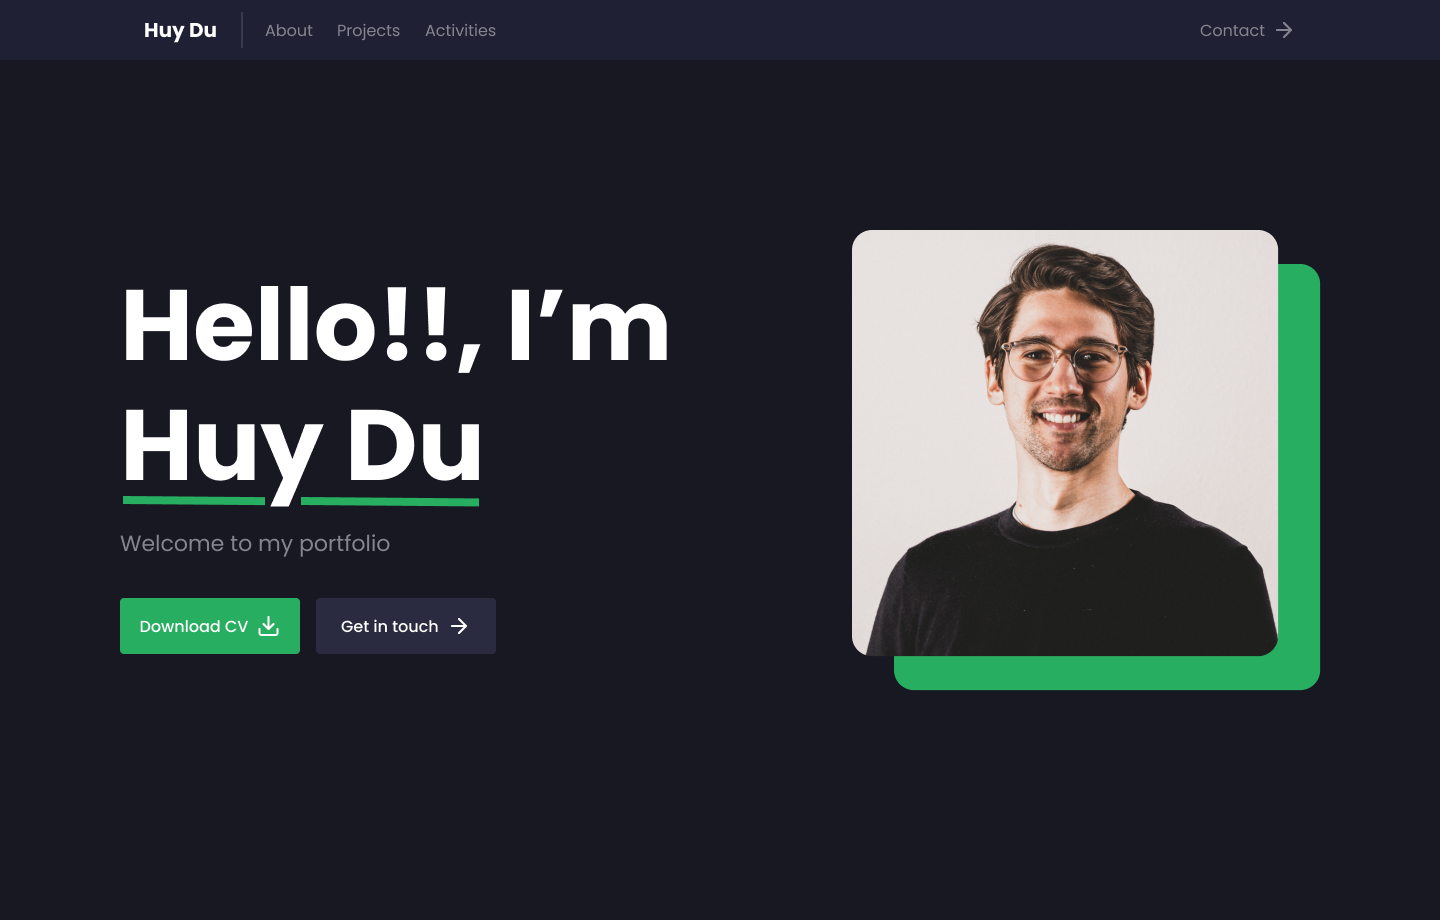 Huy Du
About
Projects
Activities
Contact
Hello!!, I’m
Huy Du
Welcome to my portfolio
Download CV
Get in touch